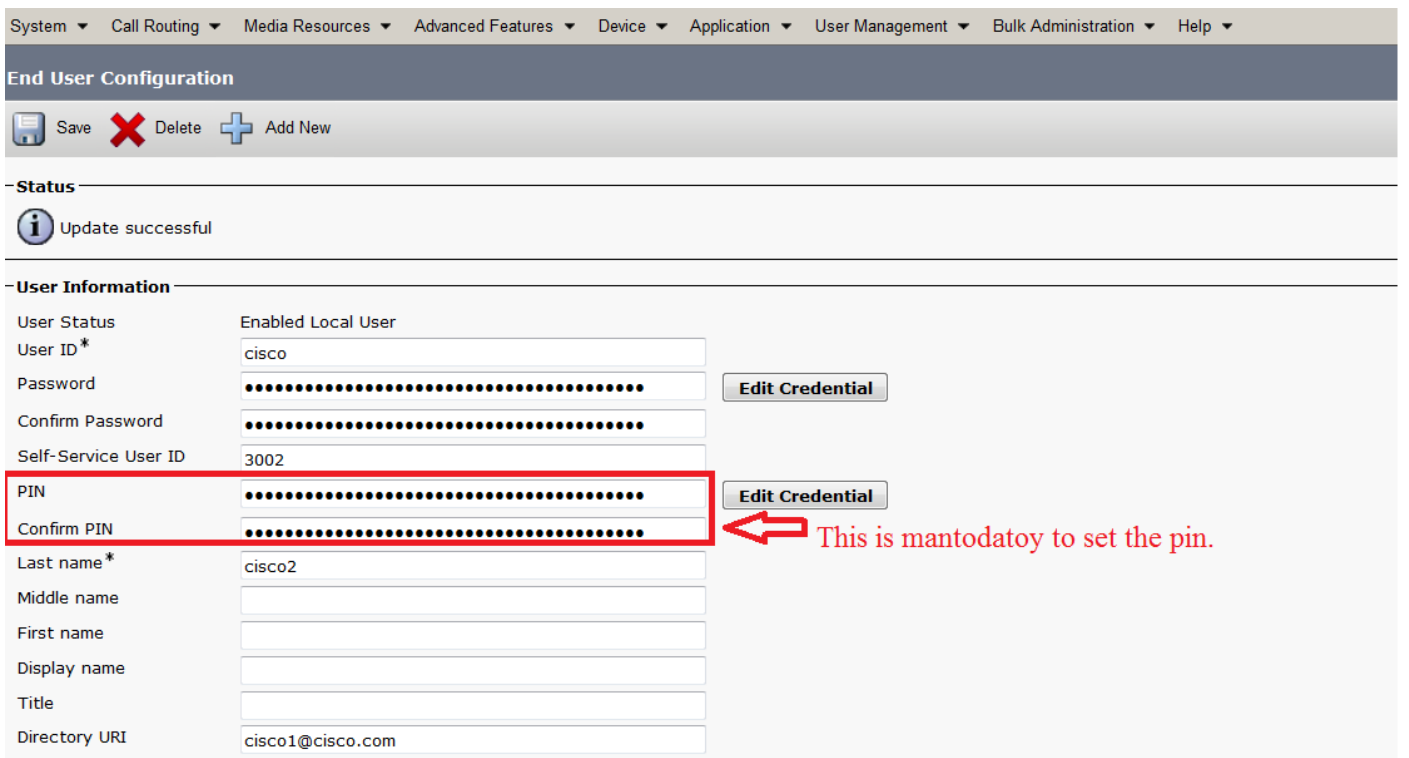 System Call Routing Media Resources Advanced Features Device Application User Management Bulk Administration Help
End User Configuration
Save Delete Add New
Status
i Update successful
User Information
User Status Enabled Local User
User ID* cisco
Password •••••••••••••••••••••••••••••••••••••••• Edit Credential
Confirm Password ••••••••••••••••••••••••••••••••••••••••
Self-Service User ID 3002
PIN •••••••••••••••••••••••••••••••••••••••• Edit Credential
Confirm PIN •••••••••••••••••••••••••••••••••••••••• This is mantodatoy to set the pin.
Last name* cisco2
Middle name
First name
Display name
Title
Directory URI cisco1@cisco.com